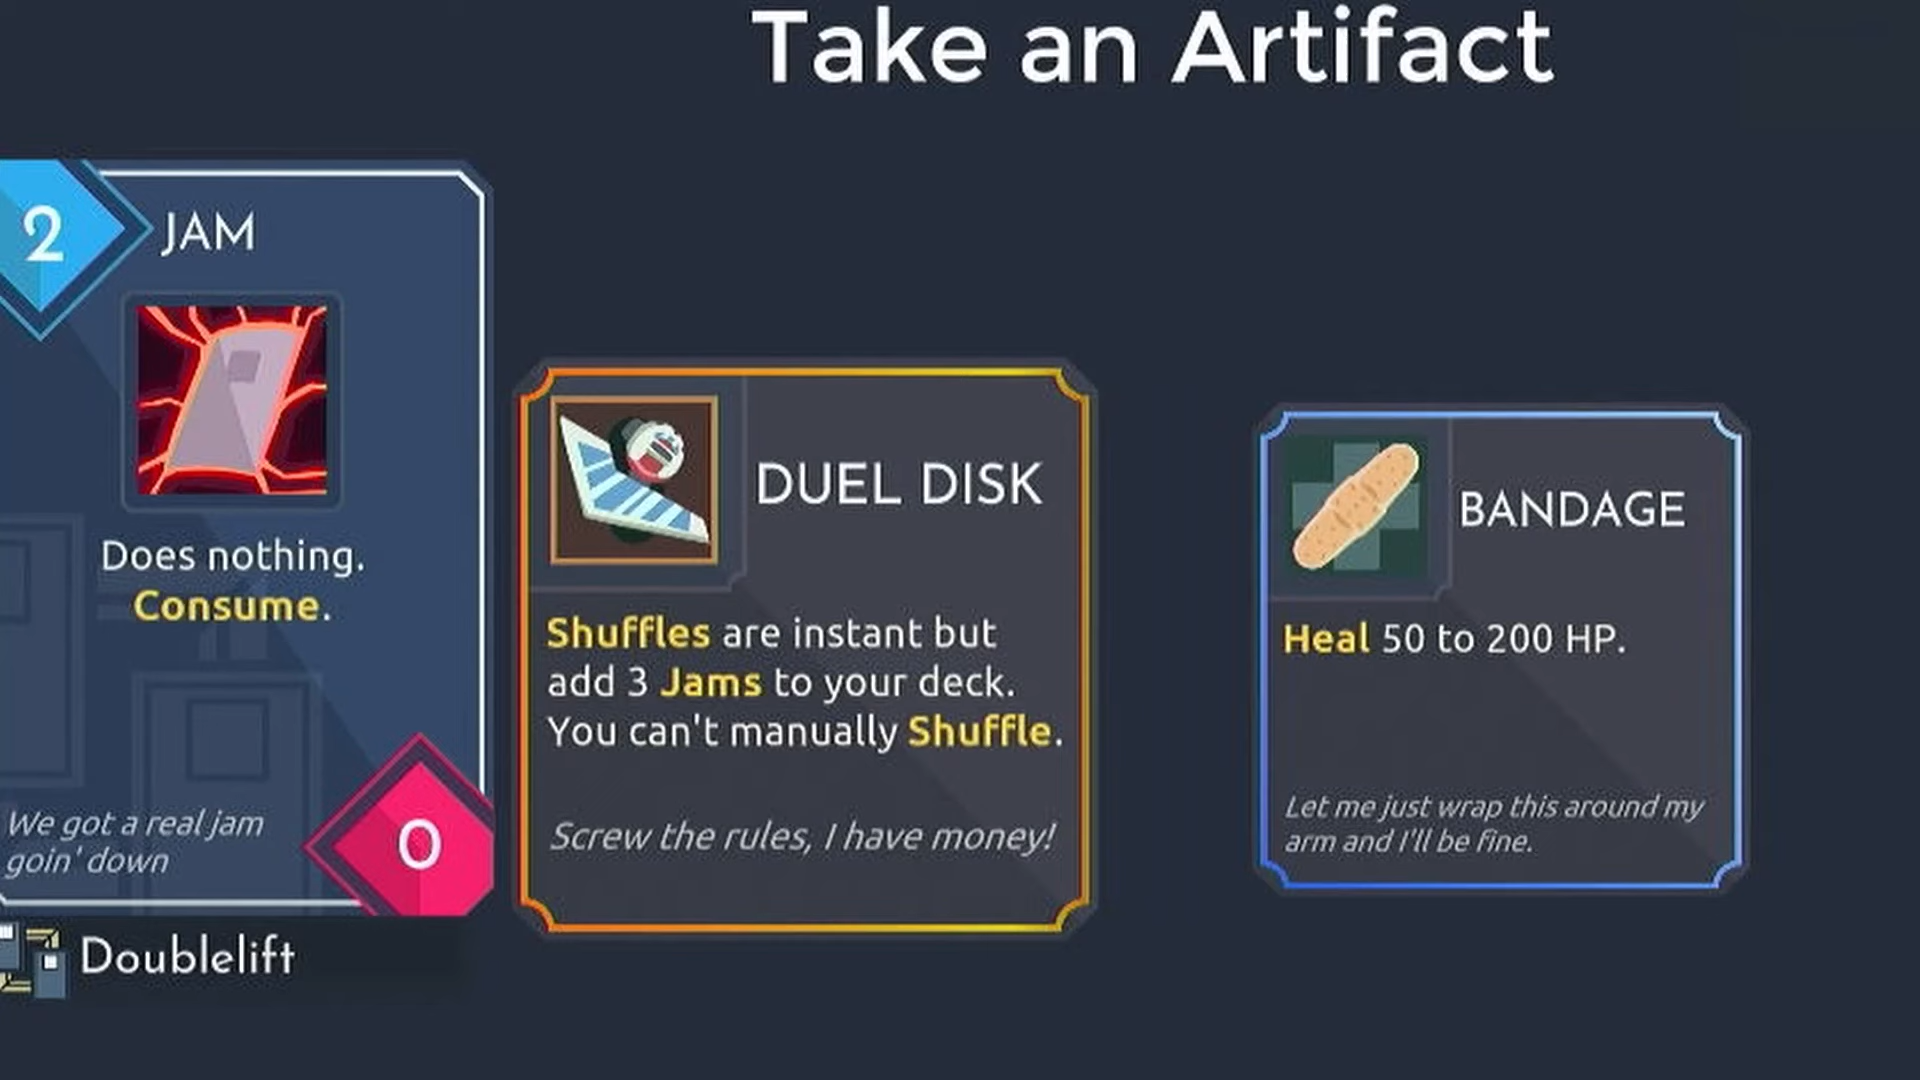 Take an Artifact
2
JAM
Does nothing.
Consume.
We got a real jam
goin' down
0
Doublelift
DUEL DISK
Shuffles are instant but
add 3 Jams to your deck.
You can't manually Shuffle.
Screw the rules, I have money!
BANDAGE
Heal 50 to 200 HP.
Let me just wrap this around my
arm and I'll be fine.